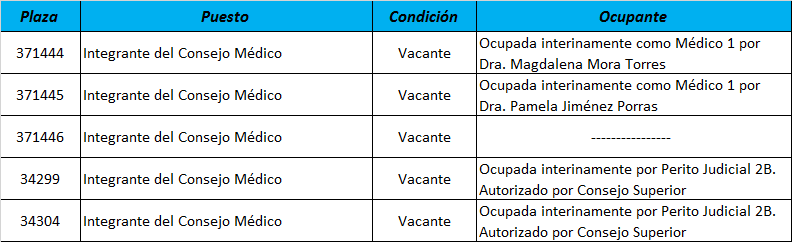 Plaza Puesto Condición Ocupante
371444 Integrante del Consejo Médico Vacante Ocupada interinamente como Médico 1 por
Dra. Magdalena Mora Torres
371445 Integrante del Consejo Médico Vacante Ocupada interinamente como Médico 1 por
Dra. Pamela Jiménez Porras
371446 Integrante del Consejo Médico Vacante ----------------
34299 Integrante del Consejo Médico Vacante Ocupada interinamente por Perito Judicial 2B.
Autorizado por Consejo Superior
34304 Integrante del Consejo Médico Vacante Ocupada interinamente por Perito Judicial 2B.
Autorizado por Consejo Superior